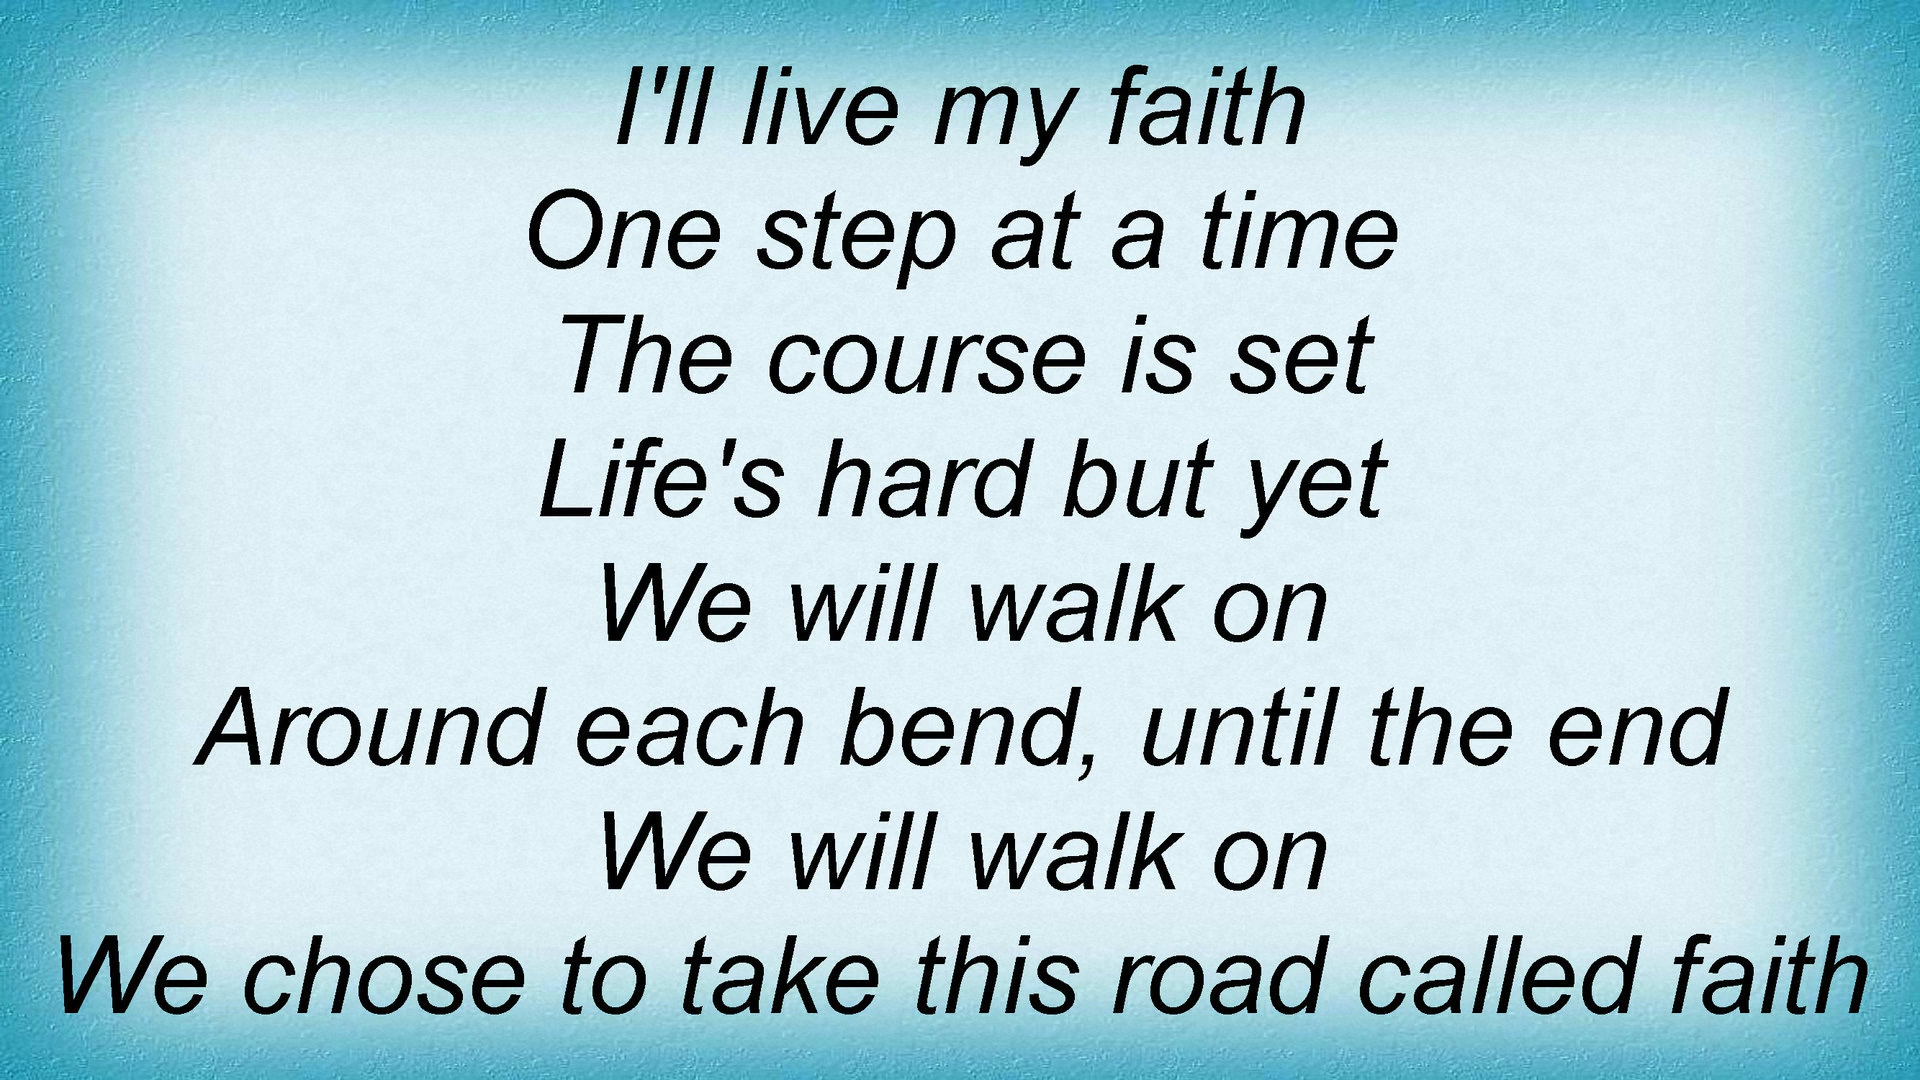 I'll live my faith
One step at a time
The course is set
Life's hard but yet
We will walk on
Around each bend, until the end
We will walk on
We chose to take this road called faith